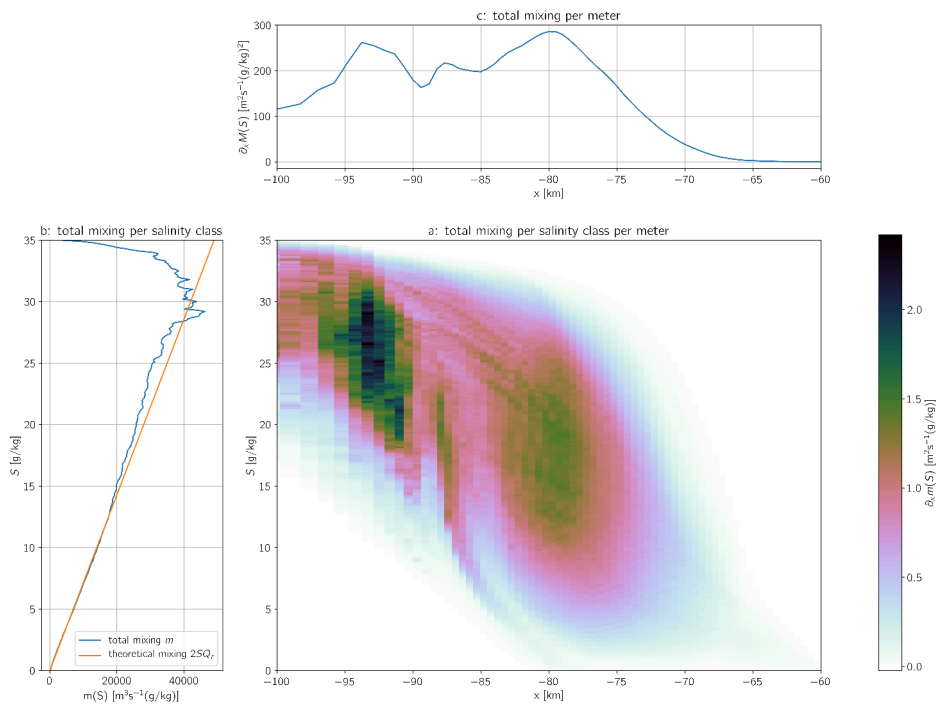 c: total mixing per meter
300
200
100
0
∂ₓM(S) [m²s⁻¹(g/kg)²]
−100 −95 −90 −85 −80 −75 −70 −65 −60
x [km]
b: total mixing per salinity class
35
30
25
20
15
10
5
0
S [g/kg]
total mixing m
theoretical mixing 2SQᵣ
0 20000 40000
m(S) [m³s⁻¹(g/kg)]
a: total mixing per salinity class per meter
35
30
25
20
15
10
5
0
S [g/kg]
−100 −95 −90 −85 −80 −75 −70 −65 −60
x [km]
2.0
1.5
1.0
0.5
0.0
∂ₓm(S) [m²s⁻¹(g/kg)]